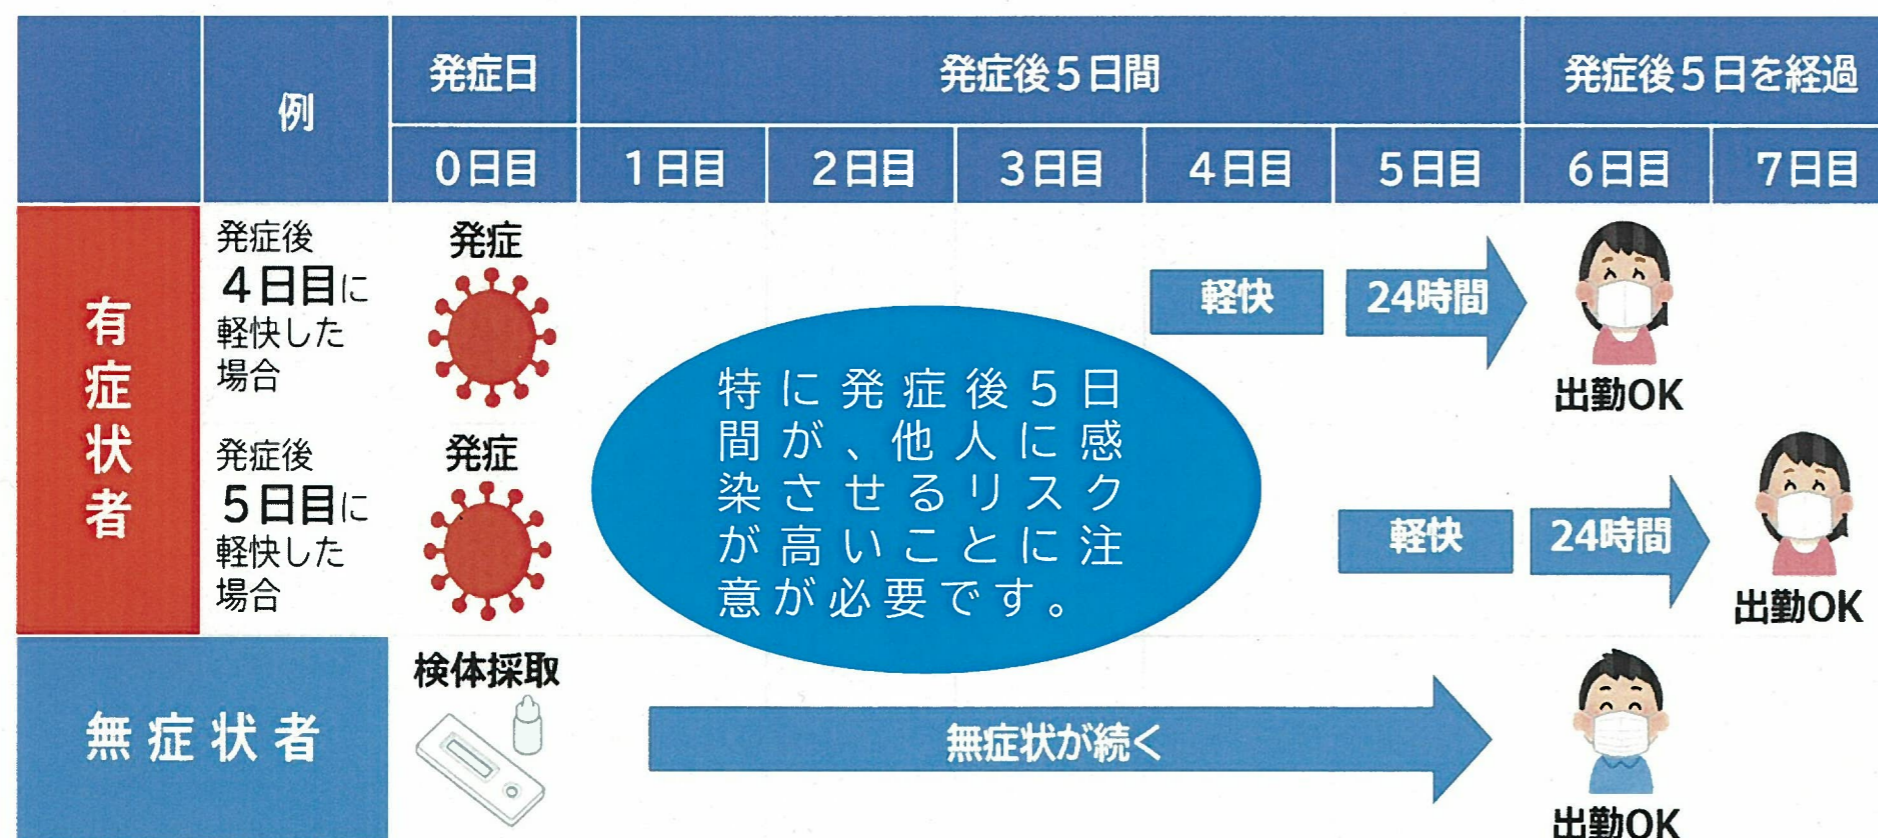 例
発症日
発症後5日間
発症後5日を経過
0日目
1日目
2日目
3日目
4日目
5日目
6日目
7日目
有症状者
発症後
4日目に
軽快した
場合
発症
軽快
24時間
出勤OK
発症後
5日目に
軽快した
場合
発症
軽快
24時間
出勤OK
特に発症後5日
間が、他人に感
染させるリスク
が高いことに注
意が必要です。
無症状者
検体採取
無症状が続く
出勤OK